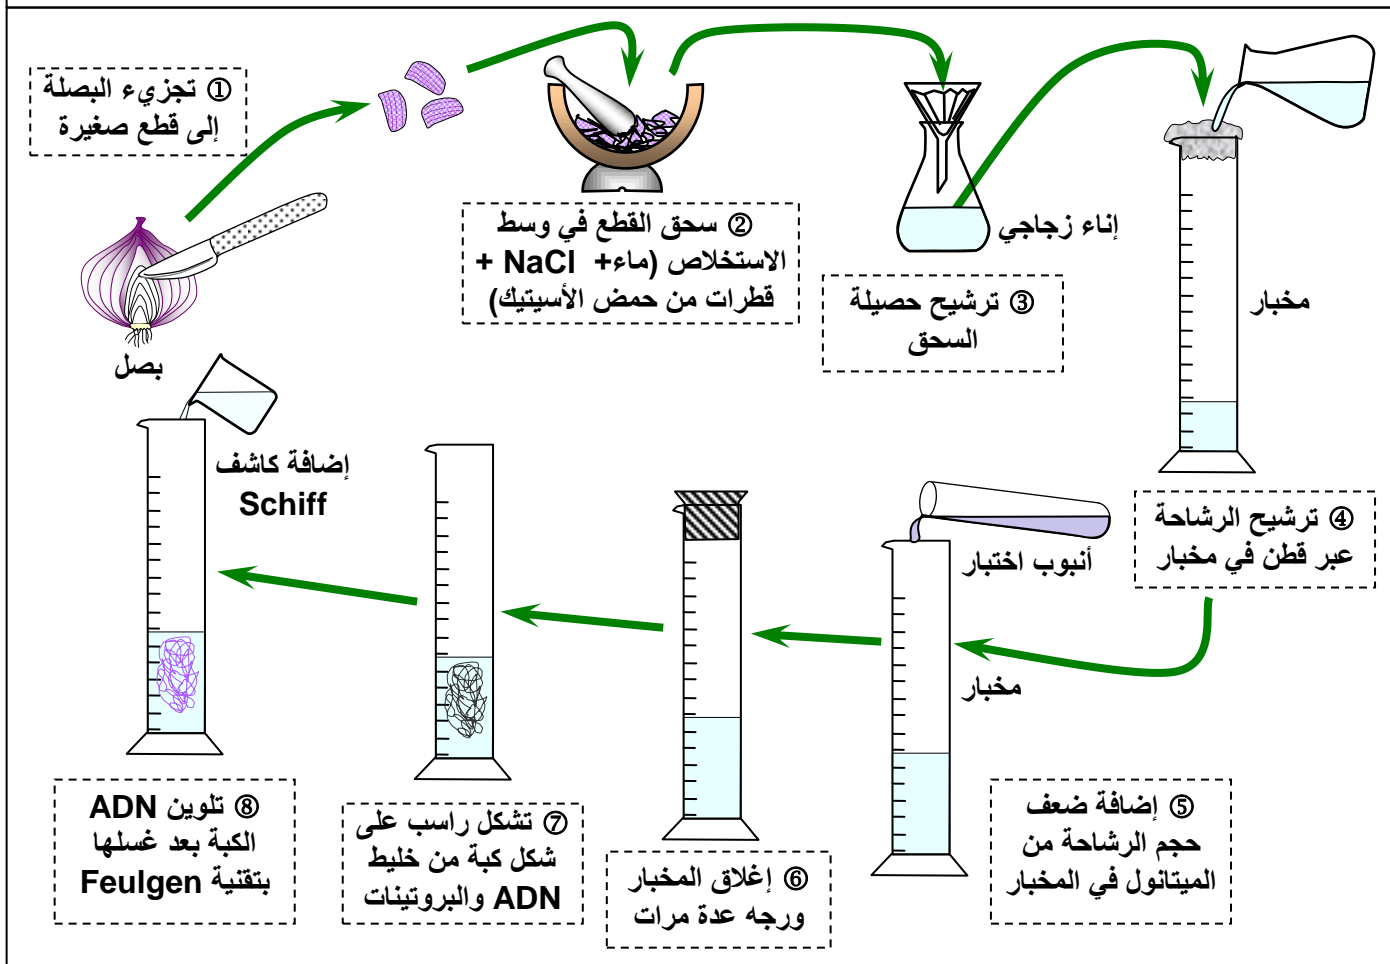 ① تجزيء البصلة
إلى قطع صغيرة
بصل
② سحق القطع في وسط
الاستخلاص (ماء+ NaCl +
قطرات من حمض الأسيتيك)
إناء زجاجي
③ ترشيح حصيلة
السحق
مخبار
④ ترشيح الرشاحة
عبر قطن في مخبار
أنبوب اختبار
مخبار
⑤ إضافة ضعف
حجم الرشاحة من
الميتانول في المخبار
⑥ إغلاق المخبار
ورجه عدة مرات
⑦ تشكل راسب على
شكل كبة من خليط
ADN والبروتينات
إضافة كاشف
Schiff
⑧ تلوين ADN
الكبة بعد غسلها
بتقنية Feulgen